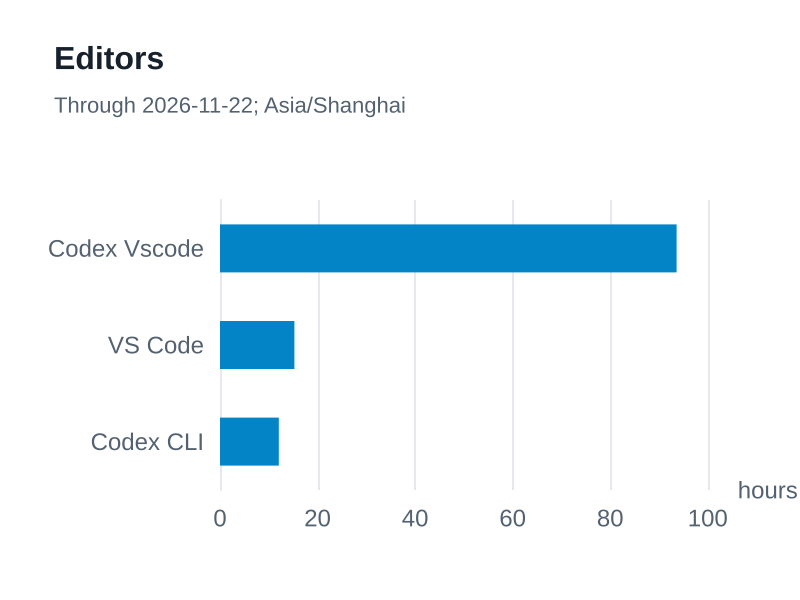 Editors
Through 2026-11-22; Asia/Shanghai
Codex Vscode
VS Code
Codex CLI
hours
0 20 40 60 80 100